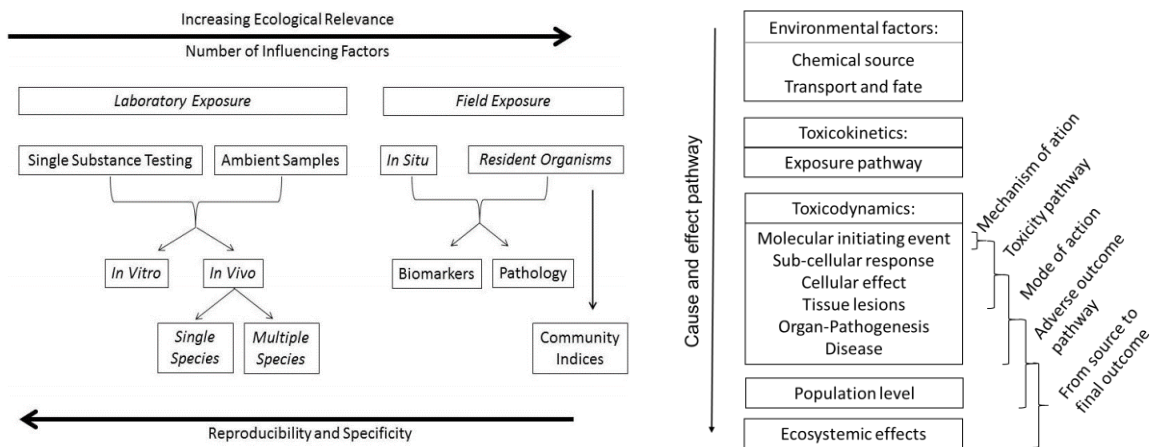 Increasing Ecological Relevance
Number of Influencing Factors
Laboratory Exposure
Field Exposure
Single Substance Testing
Ambient Samples
In Situ
Resident Organisms
In Vitro
In Vivo
Biomarkers
Pathology
Single
Species
Multiple
Species
Community
Indices
Reproducibility and Specificity
Cause and effect pathway
Environmental factors:
Chemical source
Transport and fate
Toxicokinetics:
Exposure pathway
Toxicodynamics:
Molecular initiating event
Sub-cellular response
Cellular effect
Tissue lesions
Organ-Pathogenesis
Disease
Population level
Ecosystemic effects
Mechanism of ation
Toxicity pathway
Mode of action
Adverse outcome
pathway
From source to
final outcome